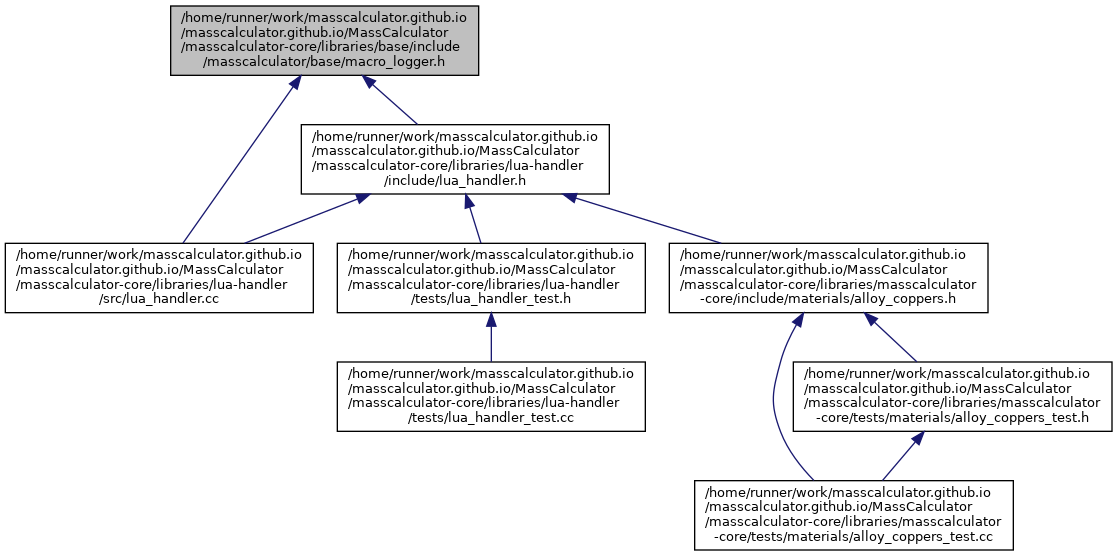 /home/runner/work/masscalculator.github.io
/masscalculator.github.io/MassCalculator
/masscalculator-core/libraries/base/include
/masscalculator/base/macro_logger.h
/home/runner/work/masscalculator.github.io
/masscalculator.github.io/MassCalculator
/masscalculator-core/libraries/lua-handler
/include/lua_handler.h
/home/runner/work/masscalculator.github.io
/masscalculator.github.io/MassCalculator
/masscalculator-core/libraries/lua-handler
/src/lua_handler.cc
/home/runner/work/masscalculator.github.io
/masscalculator.github.io/MassCalculator
/masscalculator-core/libraries/lua-handler
/tests/lua_handler_test.h
/home/runner/work/masscalculator.github.io
/masscalculator.github.io/MassCalculator
/masscalculator-core/libraries/masscalculator
-core/include/materials/alloy_coppers.h
/home/runner/work/masscalculator.github.io
/masscalculator.github.io/MassCalculator
/masscalculator-core/libraries/lua-handler
/tests/lua_handler_test.cc
/home/runner/work/masscalculator.github.io
/masscalculator.github.io/MassCalculator
/masscalculator-core/libraries/masscalculator
-core/tests/materials/alloy_coppers_test.h
/home/runner/work/masscalculator.github.io
/masscalculator.github.io/MassCalculator
/masscalculator-core/libraries/masscalculator
-core/tests/materials/alloy_coppers_test.cc